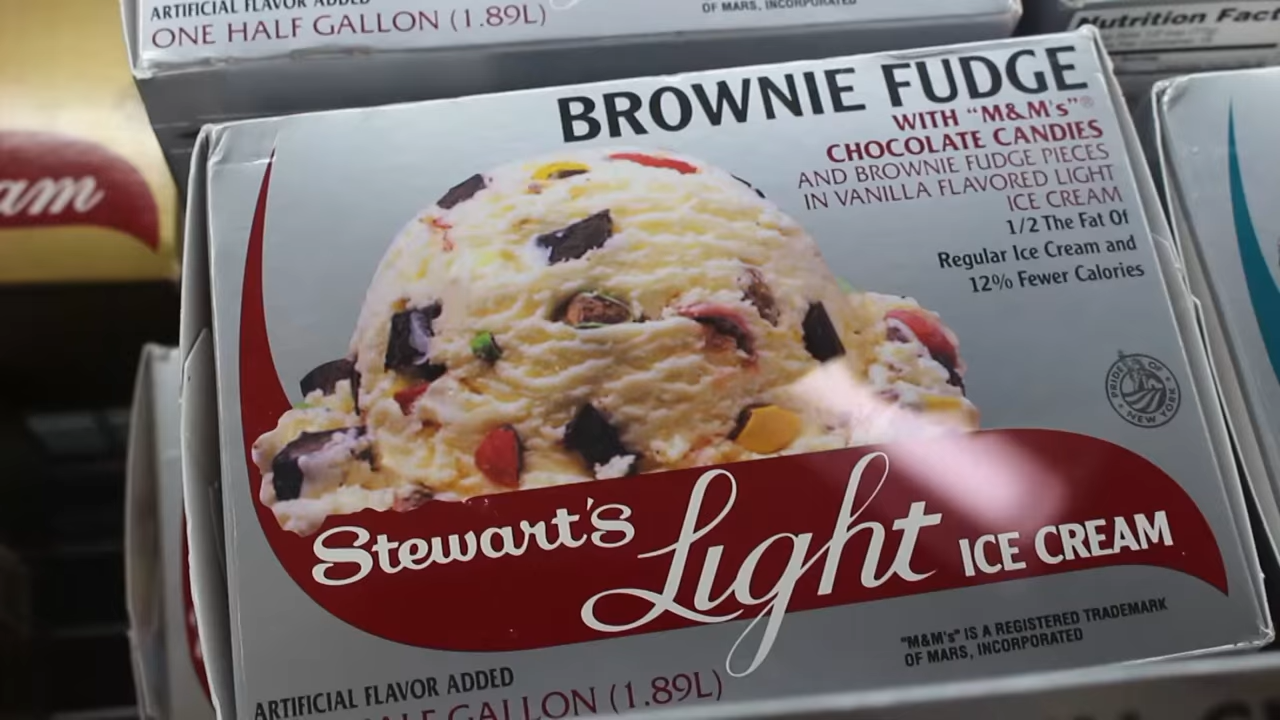 ARTIFICIAL FLAVOR ADDED
ONE HALF GALLON (1.89L)
OF MARS, INCORPORATED
Nutrition Fact
am
BROWNIE FUDGE
WITH "M&M's"®
CHOCOLATE CANDIES
AND BROWNIE FUDGE PIECES
IN VANILLA FLAVORED LIGHT
ICE CREAM
1/2 The Fat Of
Regular Ice Cream and
12% Fewer Calories
PRIDE OF NEW YORK
Stewart's Light ICE CREAM
"M&M's" IS A REGISTERED TRADEMARK
OF MARS, INCORPORATED
ARTIFICIAL FLAVOR ADDED
HALF GALLON (1.89L)